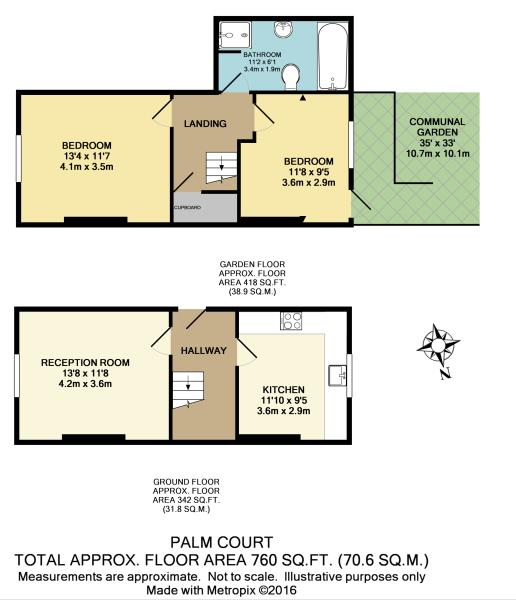 BATHROOM
11'2 x 6'1
3.4m x 1.9m
BEDROOM
13'4 x 11'7
4.1m x 3.5m
LANDING
BEDROOM
11'8 x 9'5
3.6m x 2.9m
COMMUNAL
GARDEN
35' x 33'
10.7m x 10.1m
CUPBOARD
GARDEN FLOOR
APPROX. FLOOR
AREA 418 SQ.FT.
(38.9 SQ.M.)
RECEPTION ROOM
13'8 x 11'8
4.2m x 3.6m
HALLWAY
KITCHEN
11'10 x 9'5
3.6m x 2.9m
N
GROUND FLOOR
APPROX. FLOOR
AREA 342 SQ.FT.
(31.8 SQ.M.)
PALM COURT
TOTAL APPROX. FLOOR AREA 760 SQ.FT. (70.6 SQ.M.)
Measurements are approximate. Not to scale. Illustrative purposes only
Made with Metropix ©2016